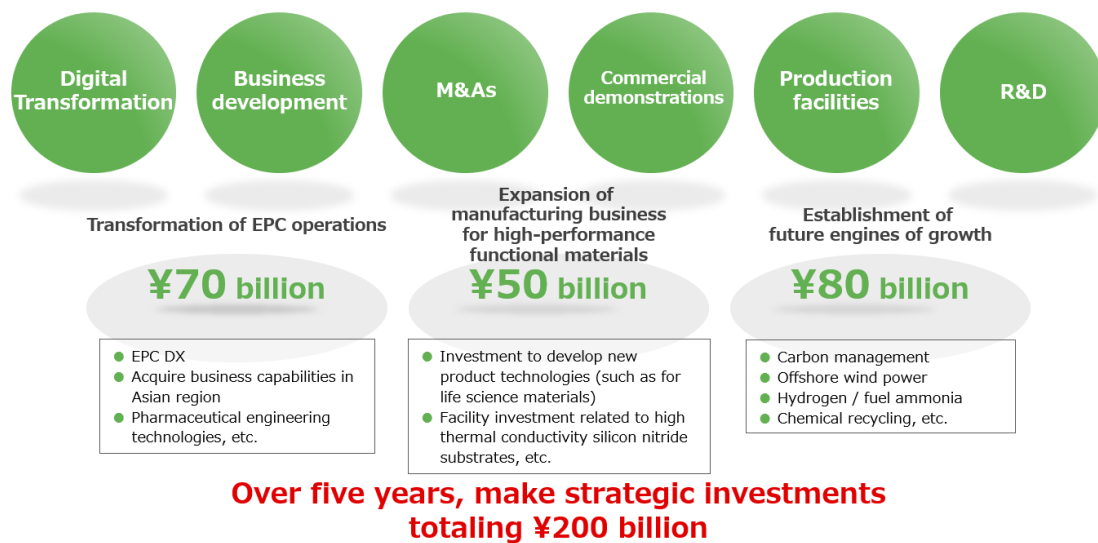 Digital
Transformation
Business
development
M&As
Commercial
demonstrations
Production
facilities
R&D
Transformation of EPC operations
¥70 billion
EPC DX
Acquire business capabilities in
Asian region
Pharmaceutical engineering
technologies, etc.
Expansion of
manufacturing business
for high-performance
functional materials
¥50 billion
Investment to develop new
product technologies (such as for
life science materials)
Facility investment related to high
thermal conductivity silicon nitride
substrates, etc.
Establishment of
future engines of growth
¥80 billion
Carbon management
Offshore wind power
Hydrogen / fuel ammonia
Chemical recycling, etc.
Over five years, make strategic investments
totaling ¥200 billion